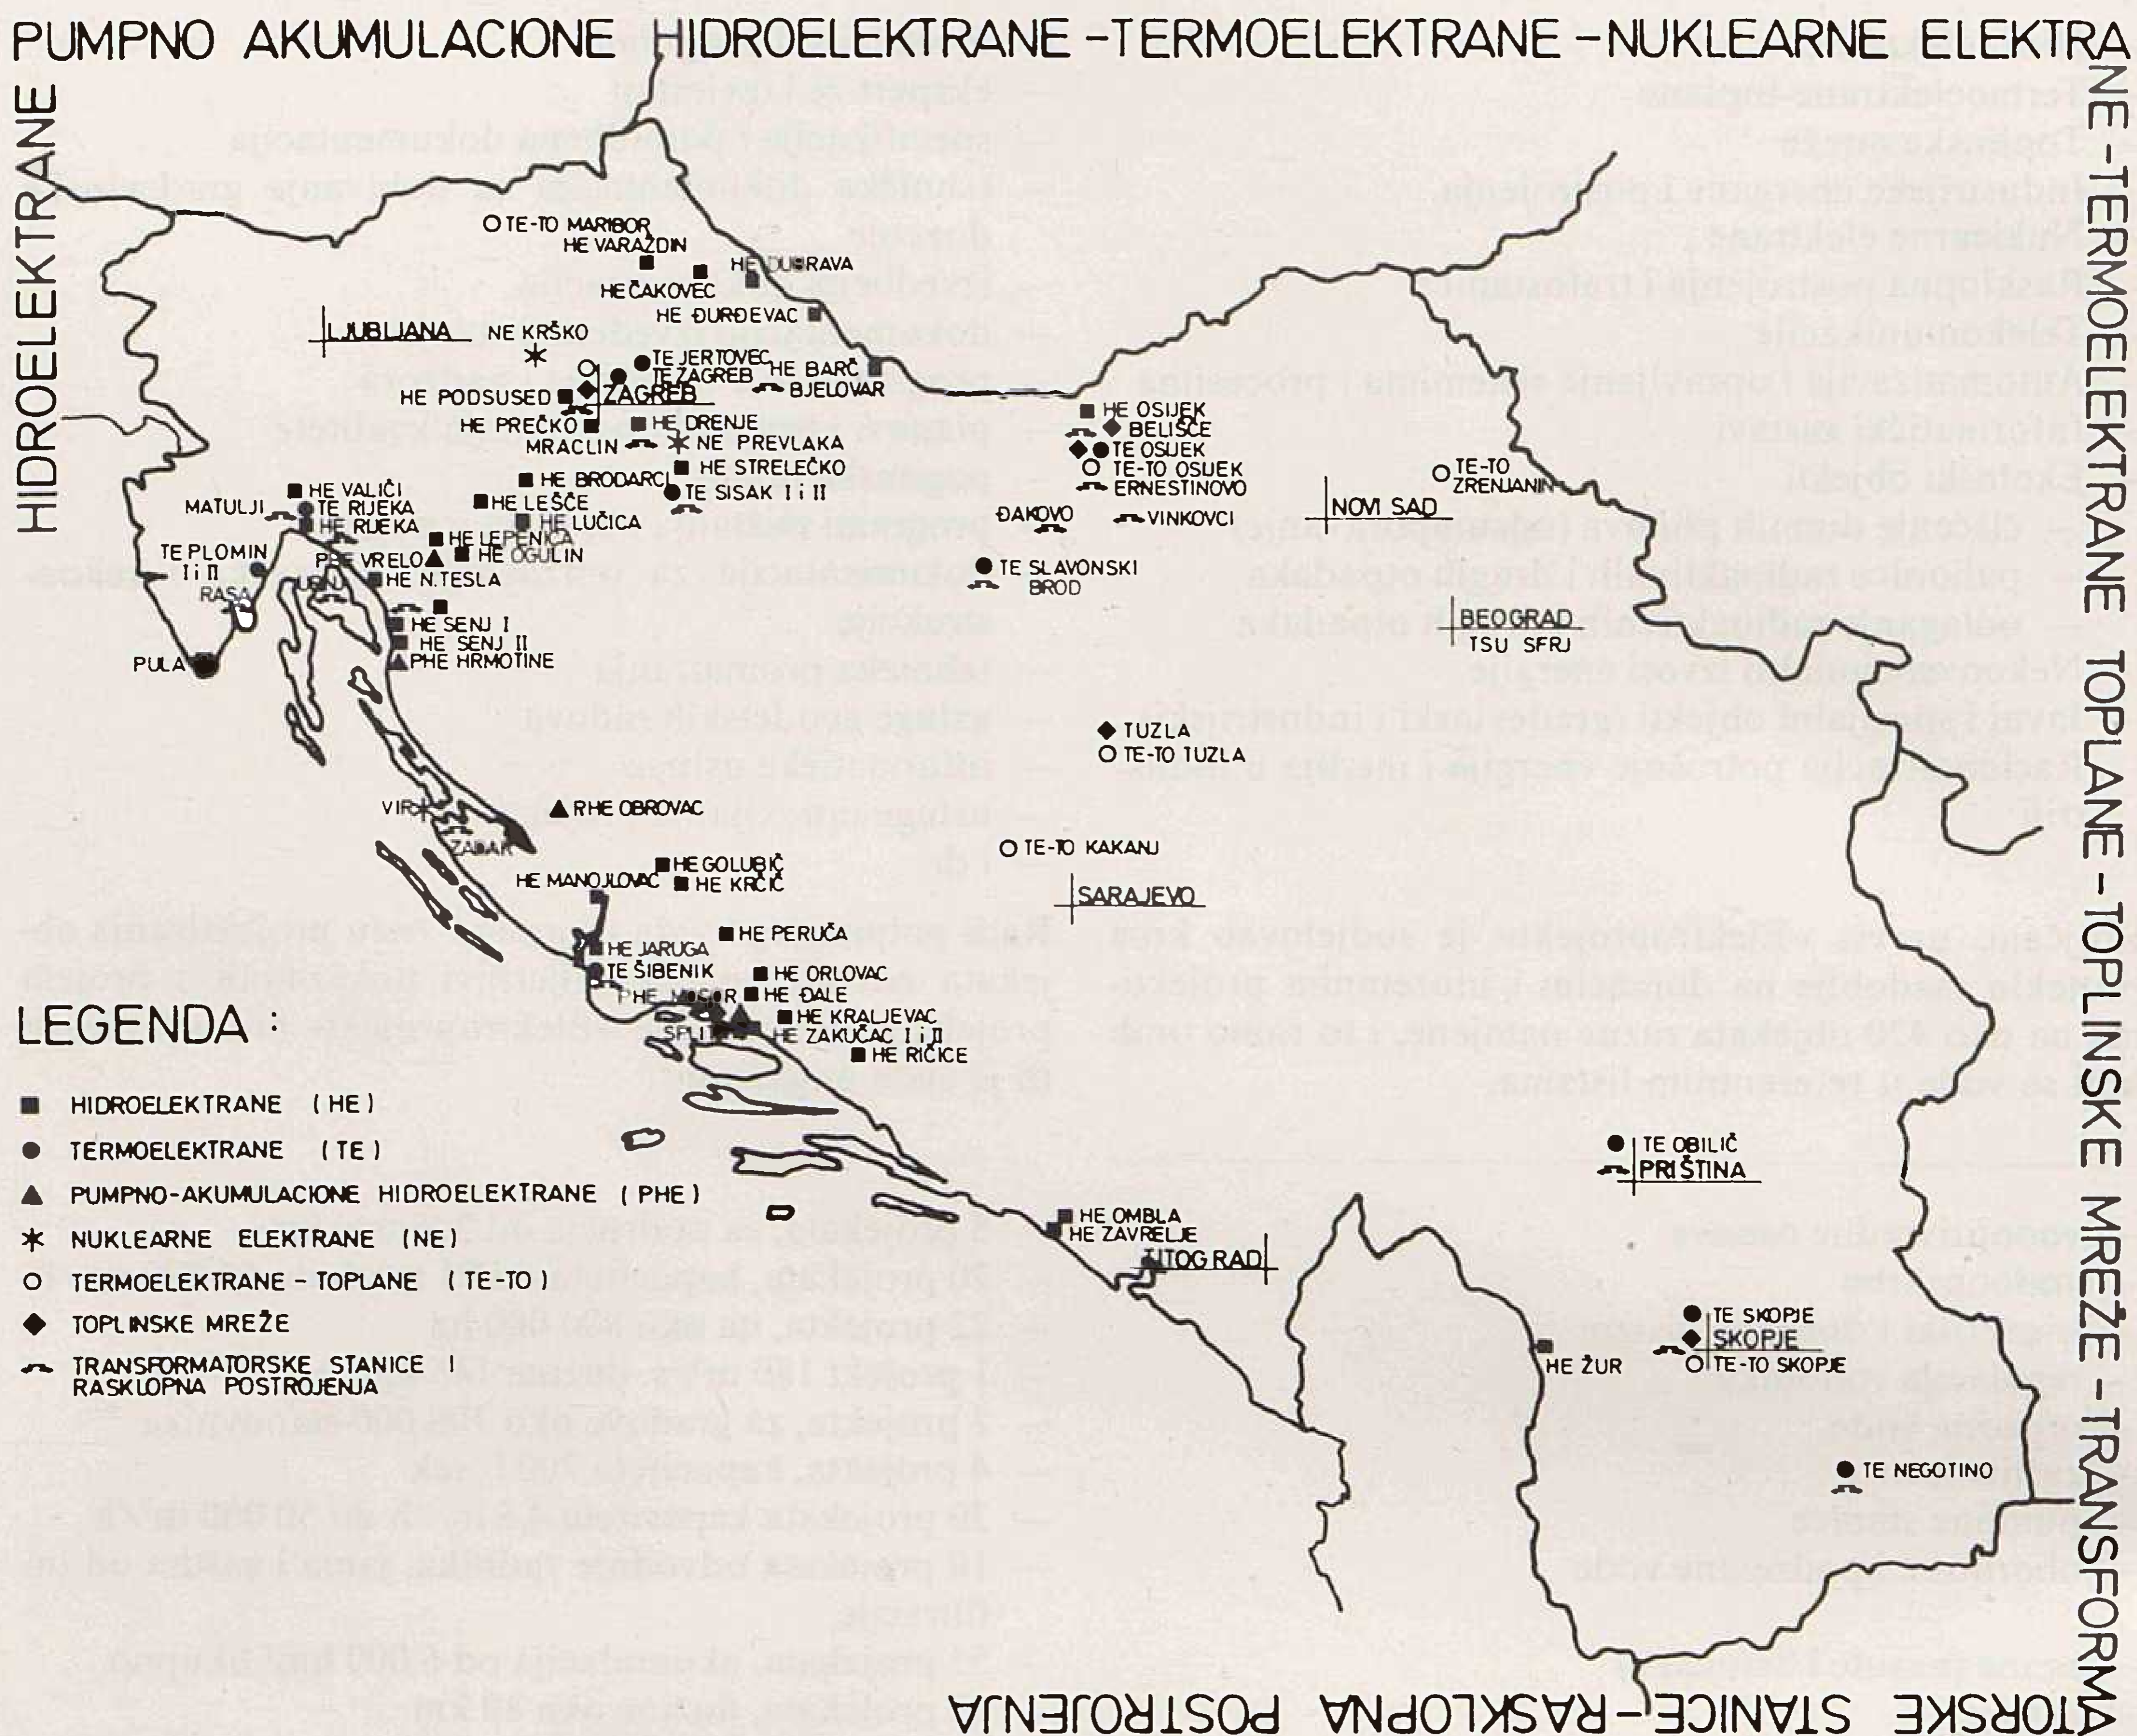 PUMPNO AKUMULACIONE HIDROELEKTRANE - TERMOELEKTRANE - NUKLEARNE ELEKTRA
NE - TERMOELEKTRANE TOPLANE - TOPLINSKE MREŽE - TRANSFORMA
TORSKE STANICE - RASKLOPNA POSTROJENJA
HIDROELEKTRANE
TE-TO MARIBOR
HE VARAŽDIN
HE DUBRAVA
HE ČAKOVEC
HE ĐURĐEVAC
LJUBLJANA
NE KRŠKO
TE JERTOVEC
HE BARČ
TE ZAGREB
BJELOVAR
HE PODSUSED
ZAGREB
HE PREČKO
HE DRENJE
MRACLIN
NE PREVLAKA
HE STRELEČKO
HE BRODARCI
TE SISAK I i II
HE VALIĆI
HE LEŠĆE
MATULJI
TE RIJEKA
HE RIJEKA
HE LUČICA
HE LEPENICA
TE PLOMIN
I i II
PHE VRELO
HE OGULIN
HE N.TESLA
RAŠA
HE SENJ I
HE SENJ II
PULA
PHE HRMOTINE
HE OSIJEK
BELIŠĆE
TE OSIJEK
TE-TO OSIJEK
ERNESTINOVO
ĐAKOVO
VINKOVCI
TE SLAVONSKI
BROD
TE-TO
ZRENJANIN
NOVI SAD
BEOGRAD
TSU SFRJ
TUZLA
TE-TO TUZLA
VIR
RHE OBROVAC
ZADAR
TE-TO KAKANJ
SARAJEVO
HE GOLUBIČ
HE MANOJLOVAC
HE KRČIČ
HE PERUČA
HE JARUGA
TE ŠIBENIK
HE ORLOVAC
PHE MOSOR
HE ĐALE
HE KRALJEVAC
SPLIT
HE ZAKUČAC I i II
HE RIČICE
LEGENDA :
HIDROELEKTRANE (HE)
TERMOELEKTRANE (TE)
PUMPNO-AKUMULACIONE HIDROELEKTRANE (PHE)
NUKLEARNE ELEKTRANE (NE)
TERMOELEKTRANE - TOPLANE (TE-TO)
TOPLINSKE MREŽE
TRANSFORMATORSKE STANICE I
RASKLOPNA POSTROJENJA
TE OBILIČ
PRIŠTINA
HE OMBLA
HE ZAVRELJE
TITOGRAD
HE ŽUR
TE SKOPJE
SKOPJE
TE-TO SKOPJE
TE NEGOTINO